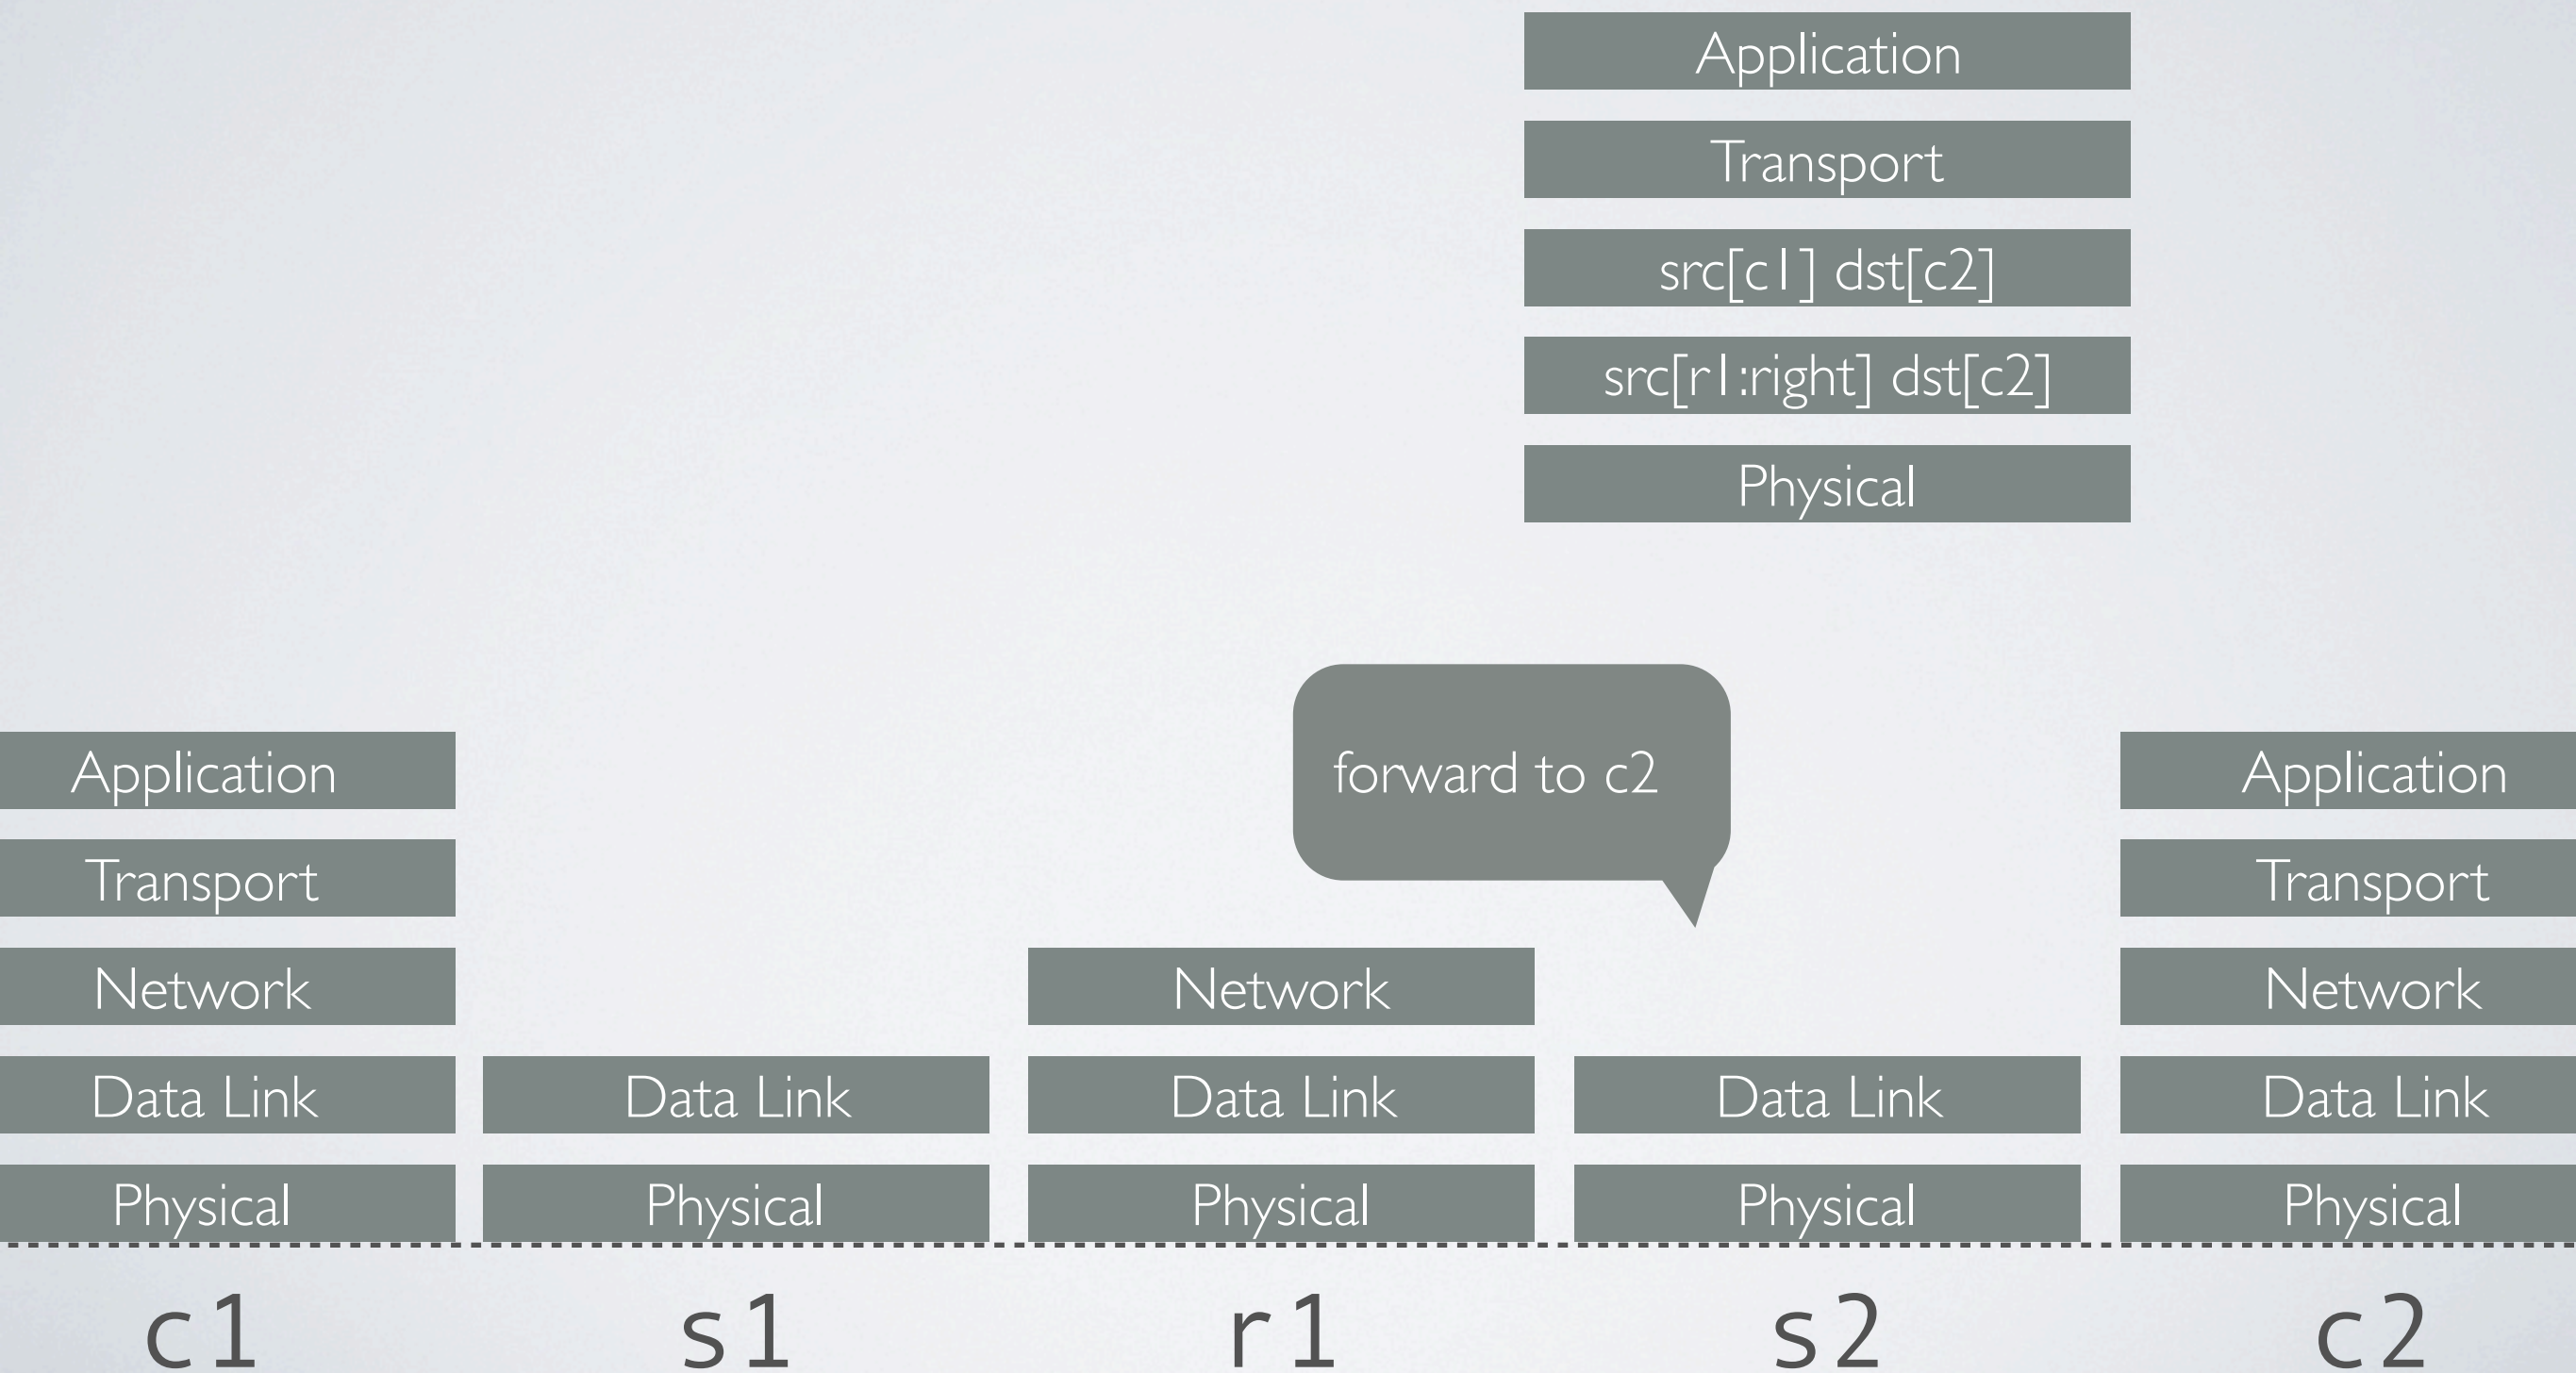 Application
Transport
src[c1] dst[c2]
src[r1:right] dst[c2]
Physical
forward to c2
Application
Application
Transport
Transport
Network
Network
Network
Data Link
Data Link
Data Link
Data Link
Data Link
Physical
Physical
Physical
Physical
Physical
c1
s1
r1
s2
c2